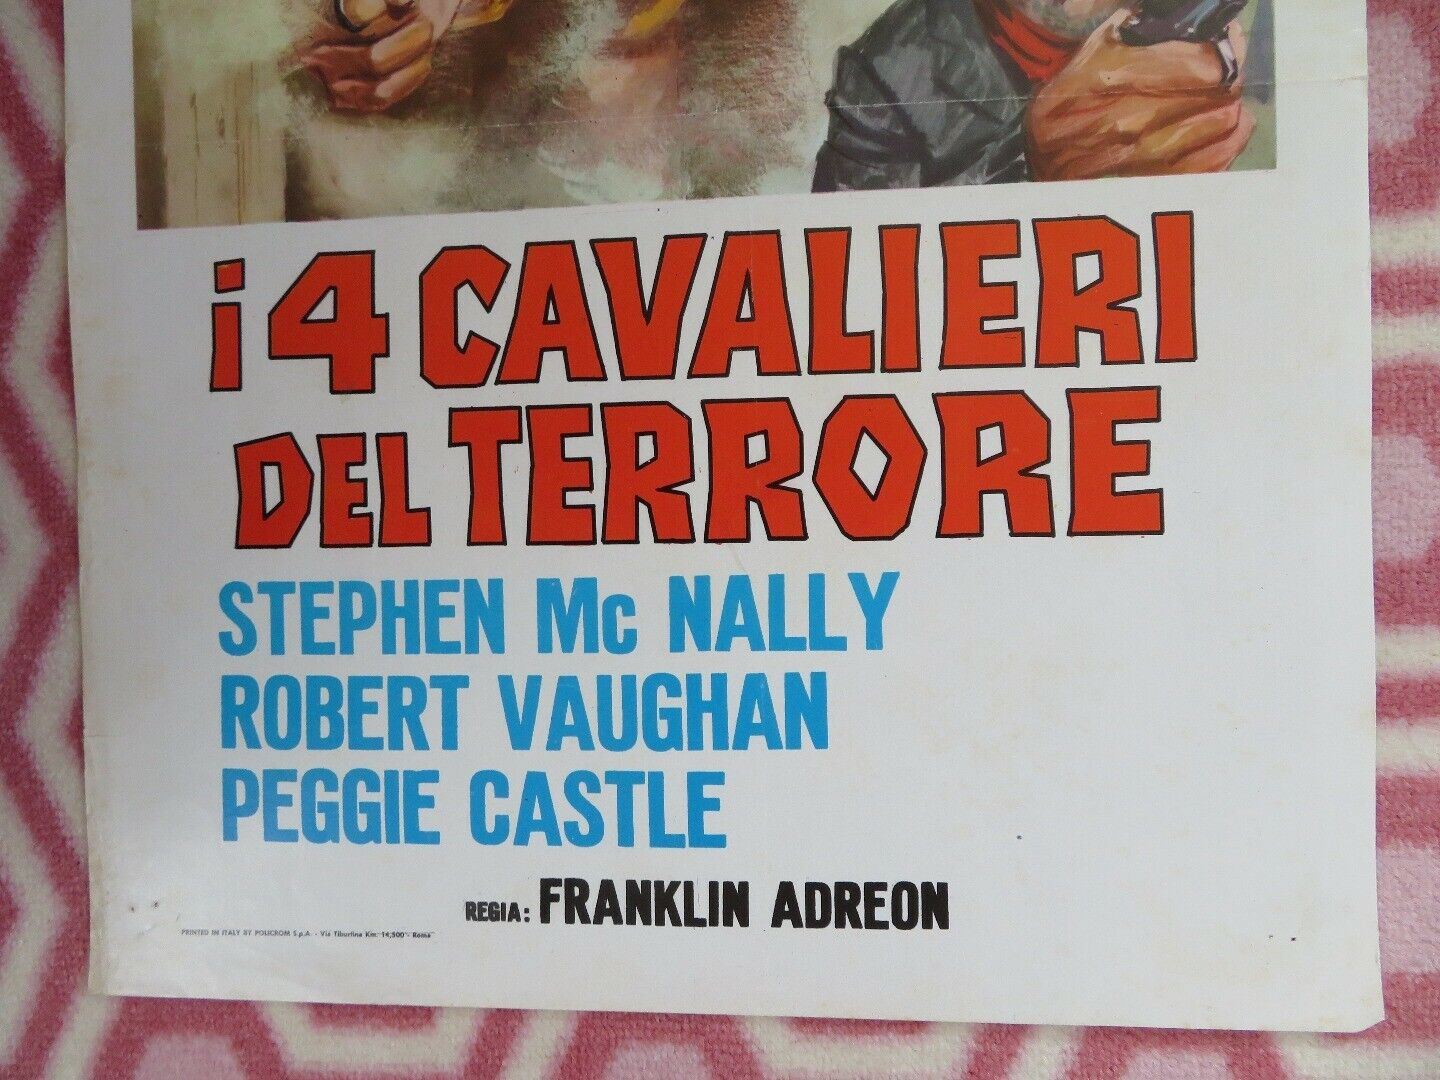 i 4 CAVALIERI
DEL TERRORE
STEPHEN Mc NALLY
ROBERT VAUGHAN
PEGGIE CASTLE
REGIA: FRANKLIN ADREON
PRINTED IN ITALY BY POLICROM S.p.A. - Via Tiburtina Km. 14,500 - Roma